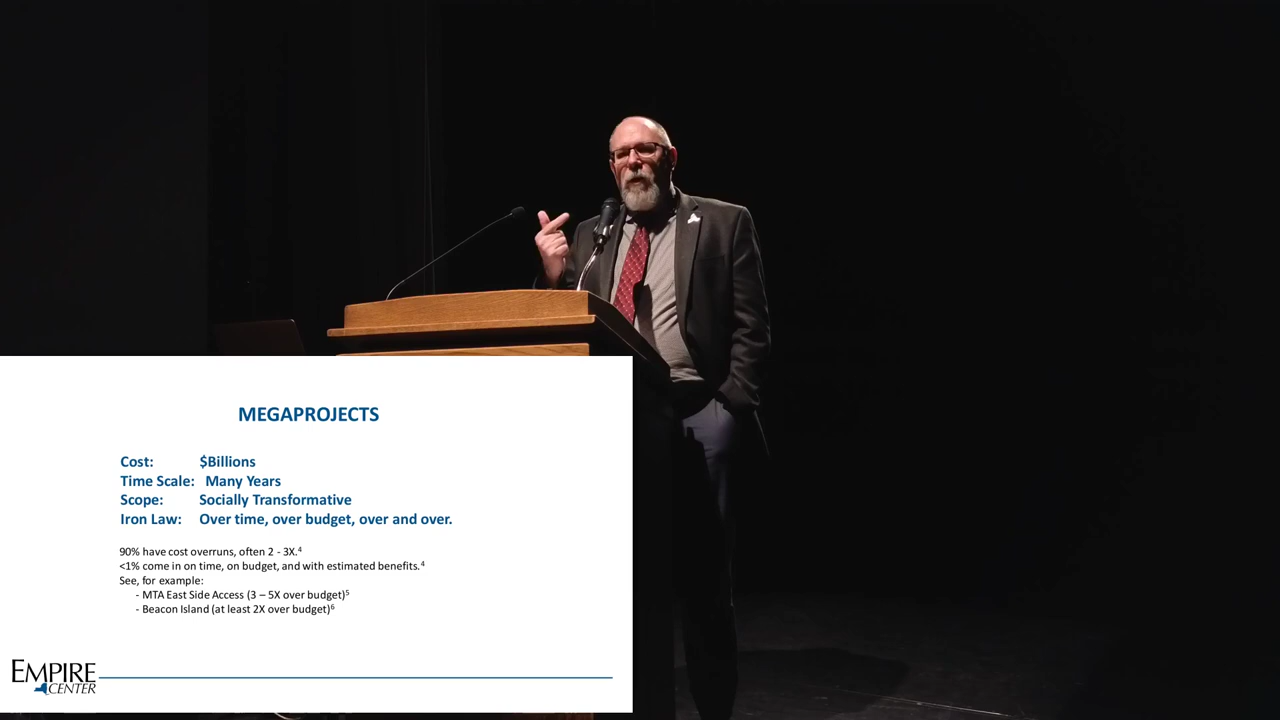 MEGAPROJECTS
Cost: $Billions
Time Scale: Many Years
Scope: Socially Transformative
Iron Law: Over time, over budget, over and over.
90% have cost overruns, often 2 - 3X.⁴
<1% come in on time, on budget, and with estimated benefits.⁴
See, for example:
- MTA East Side Access (3 – 5X over budget)⁵
- Beacon Island (at least 2X over budget)⁶
EMPIRE
CENTER